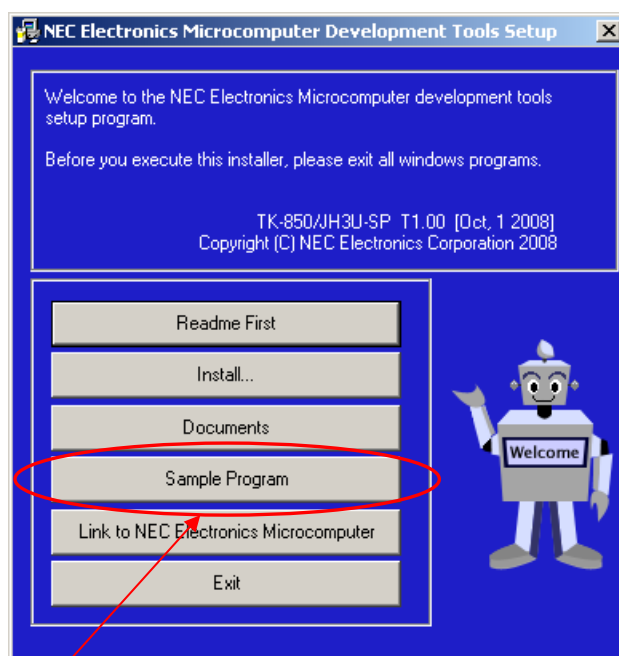 NEC Electronics Microcomputer Development Tools Setup
Welcome to the NEC Electronics Microcomputer development tools
setup program.
Before you execute this installer, please exit all windows programs.
TK-850/JH3U-SP T1.00 [Oct, 1 2008]
Copyright (C) NEC Electronics Corporation 2008
Readme First
Install...
Documents
Sample Program
Link to NEC Electronics Microcomputer
Exit
Welcome